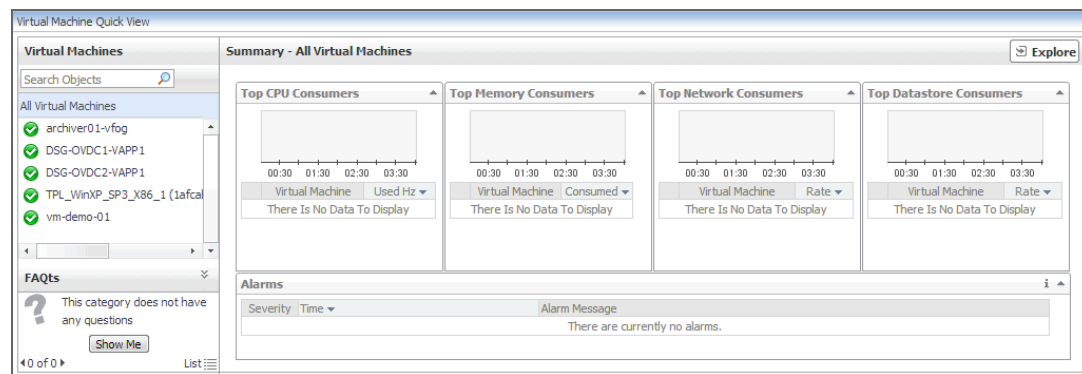 Virtual Machine Quick View
Virtual Machines
Search Objects
All Virtual Machines
archiver01-vfog
DSG-OVDC1-VAPP1
DSG-OVDC2-VAPP1
TPL_WinXP_SP3_X86_1 (1afcal
vm-demo-01
FAQts
This category does not have
any questions
Show Me
0 of 0 List
Summary - All Virtual Machines Explore
Top CPU Consumers
00:30 01:30 02:30 03:30
Virtual Machine Used Hz
There Is No Data To Display
Top Memory Consumers
00:30 01:30 02:30 03:30
Virtual Machine Consumed
There Is No Data To Display
Top Network Consumers
00:30 01:30 02:30 03:30
Virtual Machine Rate
There Is No Data To Display
Top Datastore Consumers
00:30 01:30 02:30 03:30
Virtual Machine Rate
There Is No Data To Display
Alarms i
Severity Time Alarm Message
There are currently no alarms.